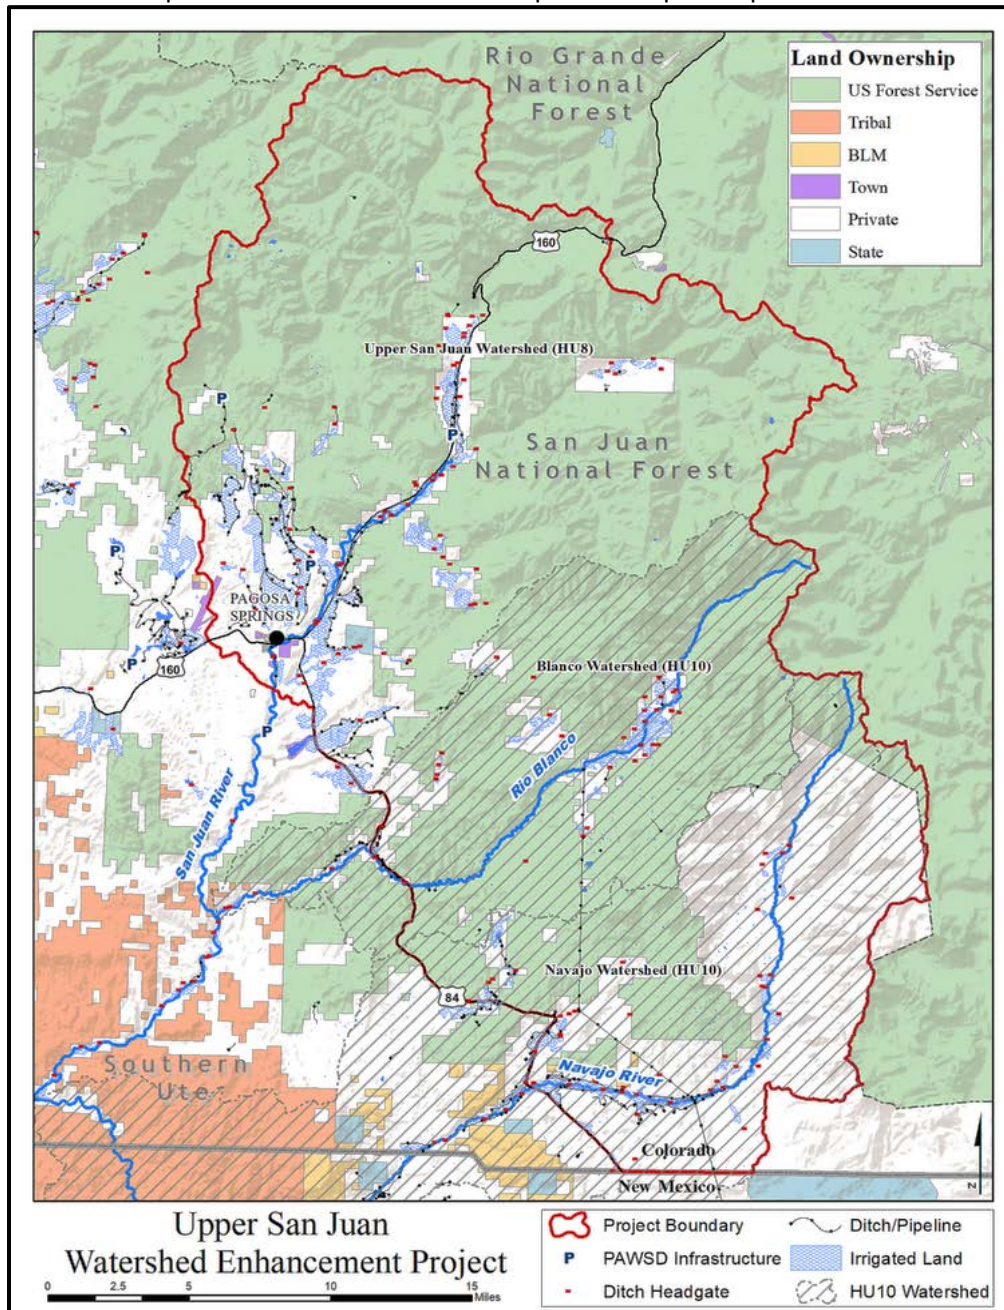 Rio Grande
National
Forest
Land Ownership
US Forest Service
Tribal
BLM
Town
Private
State
160
Upper San Juan Watershed (HU8)
P
P
San Juan
National Forest
P
P
PAGOSA
SPRINGS
P
160
Blanco Watershed (HU10)
P
Rio Blanco
San Juan River
Navajo Watershed (HU10)
84
Southern
Ute
Navajo River
Colorado
New Mexico
N
Upper San Juan
Watershed Enhancement Project
0 2.5 5 10 15
Miles
Project Boundary
Ditch/Pipeline
P PAWSD Infrastructure
Irrigated Land
Ditch Headgate
HU10 Watershed